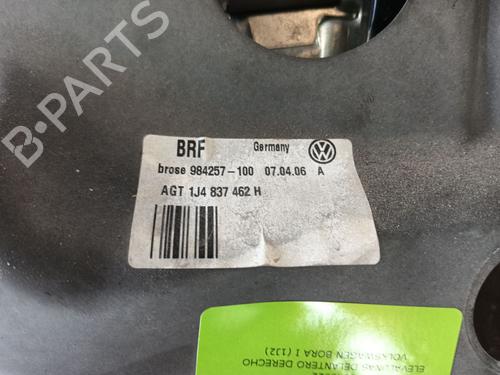 B-PARTS
BRF Germany
brose 984257-100 07.04.06 A
AGT 1J4 837 462 H
ELEVALUNAS DELANTERO DERECHO
VOLKSWAGEN BORA I (1J2)